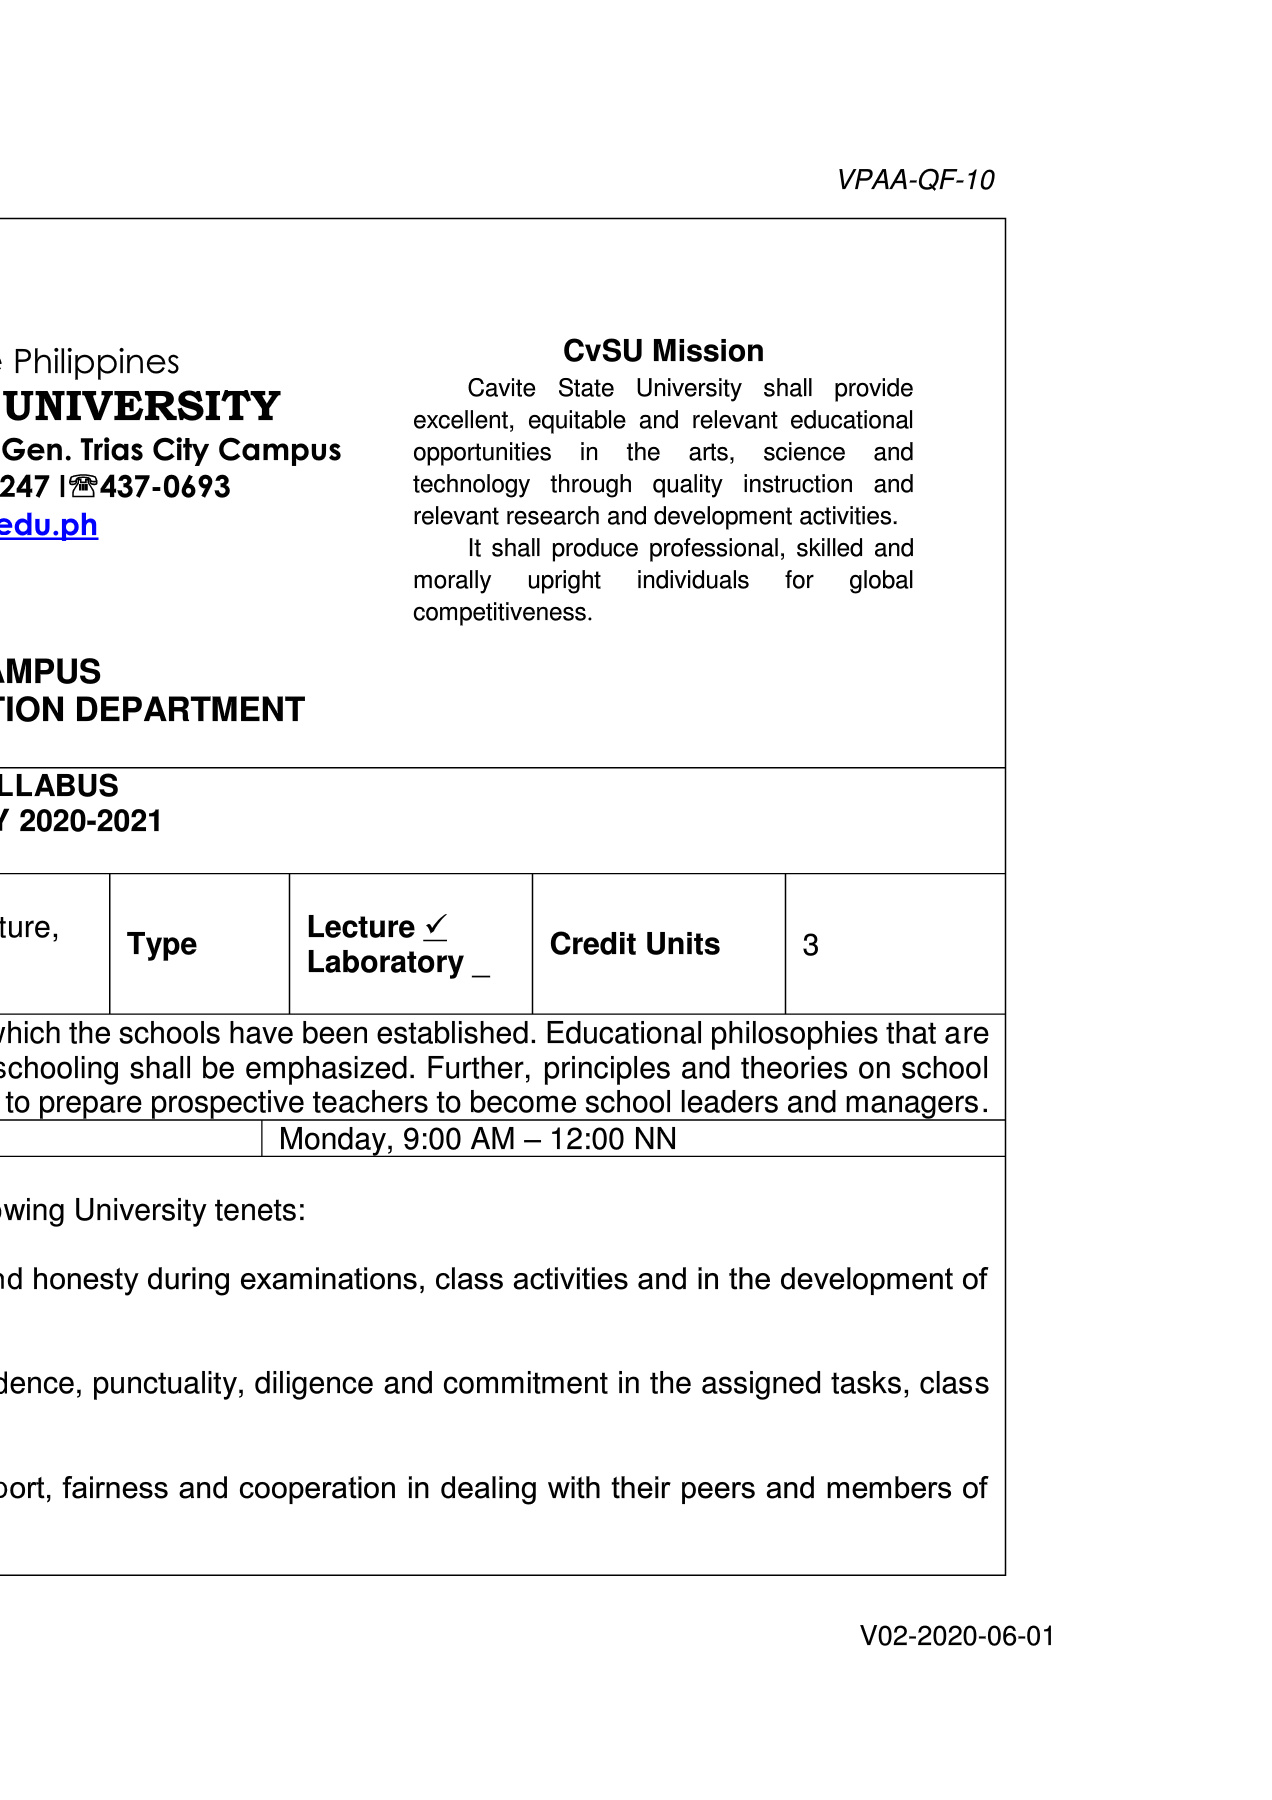 VPAA-QF-10
Philippines
UNIVERSITY
Gen. Trias City Campus
247 I☏437-0693
edu.ph
CvSU Mission
Cavite State University shall provide
excellent, equitable and relevant educational
opportunities in the arts, science and
technology through quality instruction and
relevant research and development activities.
It shall produce professional, skilled and
morally upright individuals for global
competitiveness.
AMPUS
TION DEPARTMENT
LLABUS
Y 2020-2021
ture,
Type
Lecture ✓
Laboratory _
Credit Units
3
which the schools have been established. Educational philosophies that are
schooling shall be emphasized. Further, principles and theories on school
to prepare prospective teachers to become school leaders and managers.
Monday, 9:00 AM – 12:00 NN
owing University tenets:
nd honesty during examinations, class activities and in the development of
dence, punctuality, diligence and commitment in the assigned tasks, class
port, fairness and cooperation in dealing with their peers and members of
V02-2020-06-01